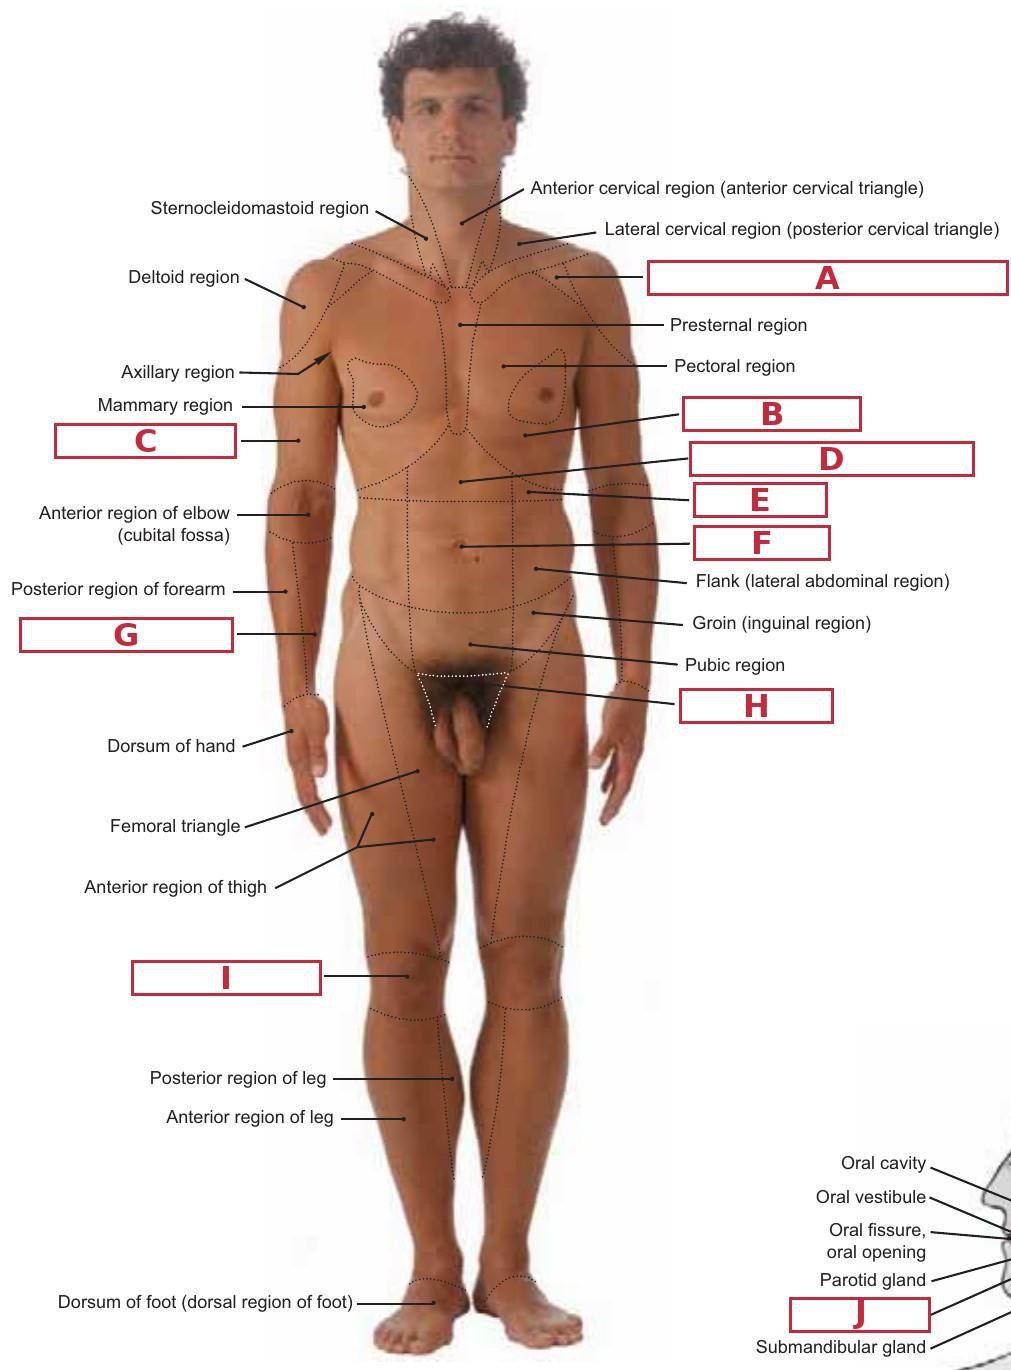 Anterior cervical region (anterior cervical triangle)
Sternocleidomastoid region
Lateral cervical region (posterior cervical triangle)
Deltoid region
A
Presternal region
Axillary region
Pectoral region
Mammary region
B
C
D
E
Anterior region of elbow
(cubital fossa)
F
Posterior region of forearm
Flank (lateral abdominal region)
G
Groin (inguinal region)
Pubic region
H
Dorsum of hand
Femoral triangle
Anterior region of thigh
I
Posterior region of leg
Anterior region of leg
Oral cavity
Oral vestibule
Oral fissure,
oral opening
Parotid gland
Dorsum of foot (dorsal region of foot)
J
Submandibular gland